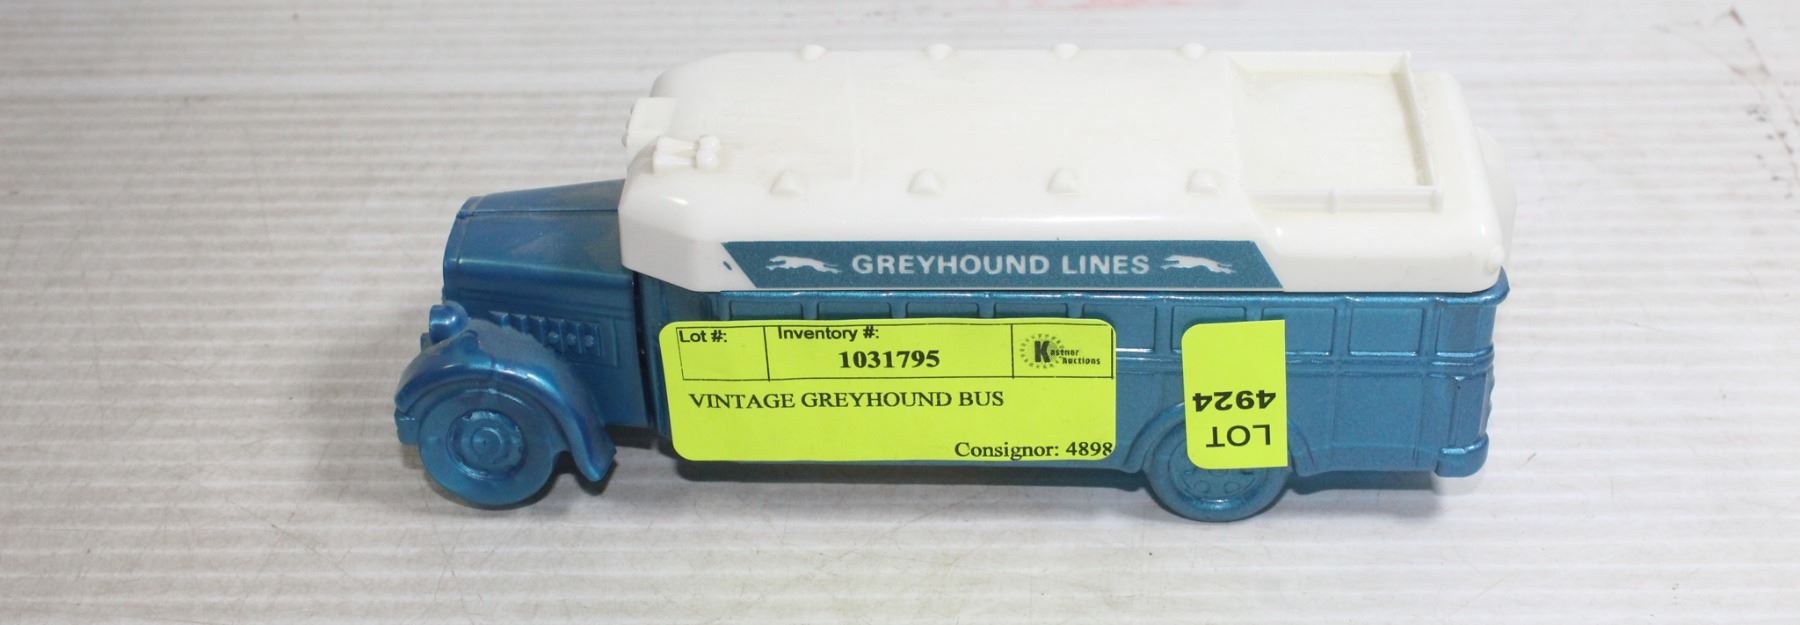 GREYHOUND LINES
Lot #:
Inventory #:
1031795
Kastner
Auctions
VINTAGE GREYHOUND BUS
Consignor: 4898
LOT
4924